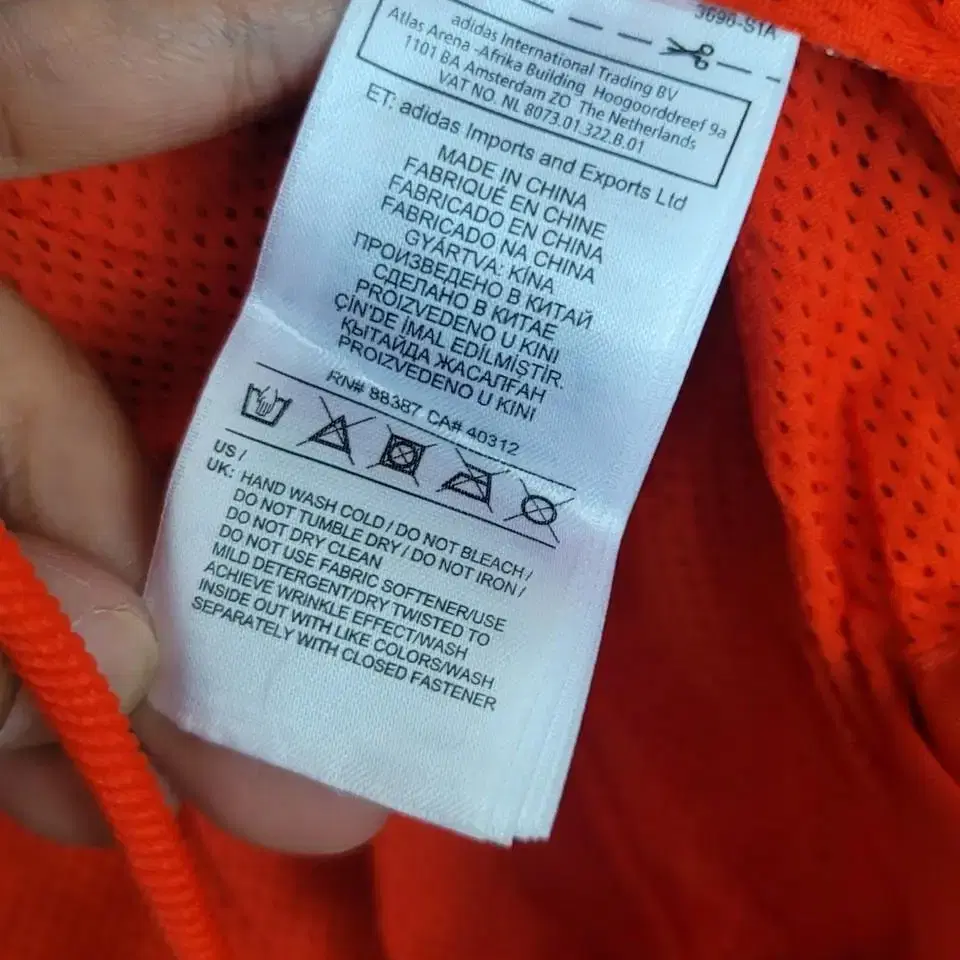 3696-S1A
adidas International Trading BV
Atlas Arena -Afrika Building Hoogoorddreef 9a
1101 BA Amsterdam ZO The Netherlands
VAT NO. NL 8073.01.322.B.01
ET: adidas Imports and Exports Ltd
MADE IN CHINA
FABRIQUÉ EN CHINE
FABRICADO EN CHINA
FABRICADO NA CHINA
GYÁRTVA: KÍNA
ПРОИЗВЕДЕНО В КИТАЙ
СДЕЛАНО В КИТАЕ
PROIZVEDENO U KINI
ÇİN'DE İMAL EDİLMİŞTİR.
ҚЫТАЙДА ЖАСАЛҒАН
PROIZVEDENO U KINI
RN# 88387 CA# 40312
US /
UK: HAND WASH COLD / DO NOT BLEACH /
DO NOT TUMBLE DRY / DO NOT IRON /
DO NOT DRY CLEAN
DO NOT USE FABRIC SOFTENER/USE
MILD DETERGENT/DRY TWISTED TO
ACHIEVE WRINKLE EFFECT/WASH
INSIDE OUT WITH LIKE COLORS/WASH
SEPARATELY WITH CLOSED FASTENER